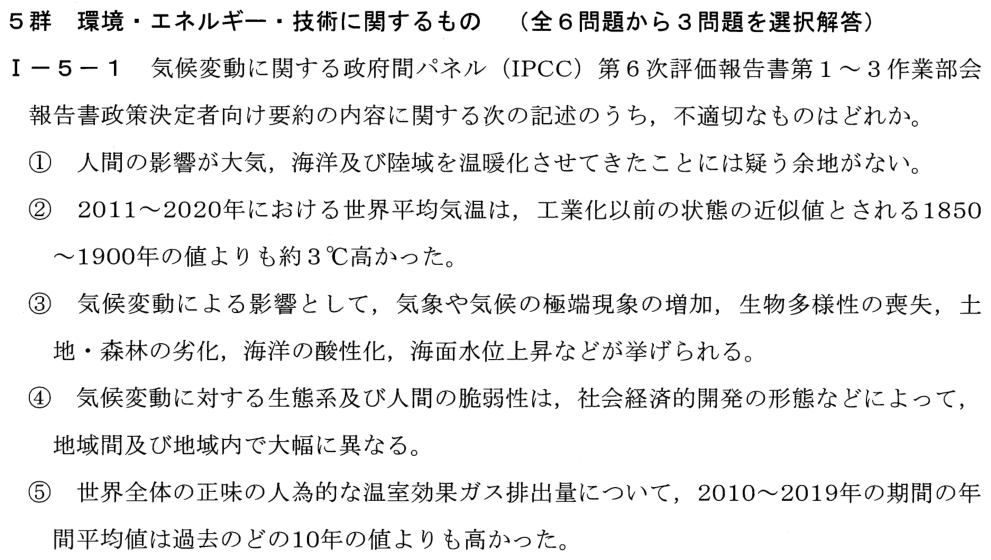 5群 環境・エネルギー・技術に関するもの (全6問題から3問題を選択解答)
Ⅰ-5-1 気候変動に関する政府間パネル(IPCC)第6次評価報告書第1~3作業部会
報告書政策決定者向け要約の内容に関する次の記述のうち,不適切なものはどれか。
① 人間の影響が大気,海洋及び陸域を温暖化させてきたことには疑う余地がない。
② 2011~2020年における世界平均気温は,工業化以前の状態の近似値とされる1850
~1900年の値よりも約3℃高かった。
③ 気候変動による影響として,気象や気候の極端現象の増加,生物多様性の喪失,土
地・森林の劣化,海洋の酸性化,海面水位上昇などが挙げられる。
④ 気候変動に対する生態系及び人間の脆弱性は,社会経済的開発の形態などによって,
地域間及び地域内で大幅に異なる。
⑤ 世界全体の正味の人為的な温室効果ガス排出量について,2010~2019年の期間の年
間平均値は過去のどの10年の値よりも高かった。